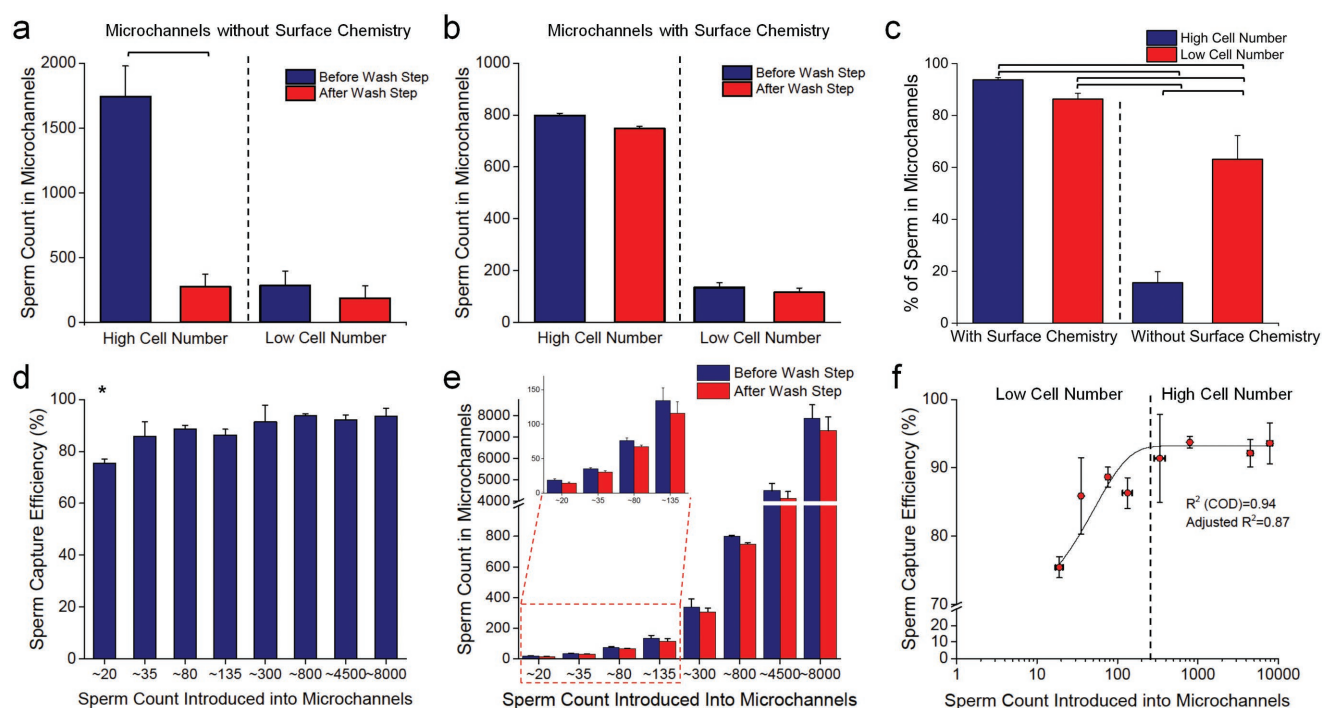 a
Microchannels without Surface Chemistry
Sperm Count in Microchannels
2000
1500
1000
500
0
Before Wash Step
After Wash Step
High Cell Number
Low Cell Number
b
Microchannels with Surface Chemistry
Sperm Count in Microchannels
1000
800
600
400
200
0
Before Wash Step
After Wash Step
High Cell Number
Low Cell Number
c
High Cell Number
Low Cell Number
% of Sperm in Microchannels
100
80
60
40
20
0
With Surface Chemistry
Without Surface Chemistry
d
*
Sperm Capture Efficiency (%)
100
80
60
40
20
0
~20 ~35 ~80 ~135 ~300 ~800 ~4500 ~8000
Sperm Count Introduced into Microchannels
e
Before Wash Step
After Wash Step
Sperm Count in Microchannels
8000
7000
6000
5000
4000
800
600
400
200
0
150
100
50
0
~20 ~35 ~80 ~135
~20 ~35 ~80 ~135 ~300 ~800 ~4500 ~8000
Sperm Count Introduced into Microchannels
f
Low Cell Number
High Cell Number
Sperm Capture Efficiency (%)
100
90
80
70
10
0
R² (COD)=0.94
Adjusted R²=0.87
1 10 100 1000 10000
Sperm Count Introduced into Microchannels